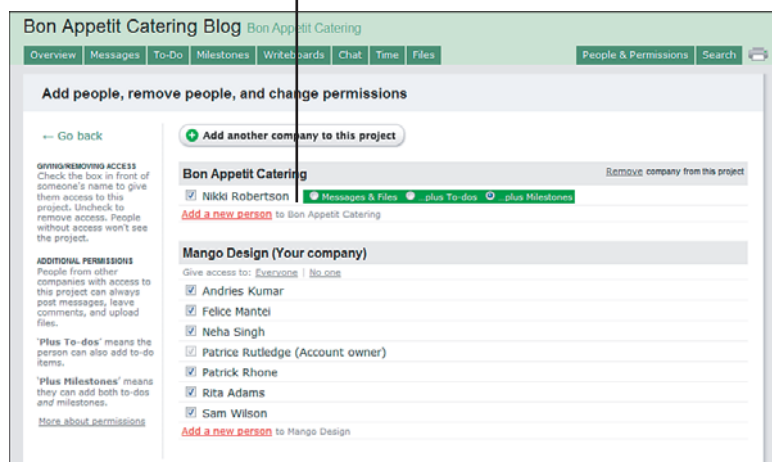 Bon Appetit Catering Blog Bon Appetit Catering
Overview Messages To-Do Milestones Writeboards Chat Time Files People & Permissions Search
Add people, remove people, and change permissions
← Go back
Add another company to this project
GIVING/REMOVING ACCESS
Check the box in front of
someone's name to give
them access to this
project. Uncheck to
remove access. People
without access won't see
the project.
ADDITIONAL PERMISSIONS
People from other
companies with access to
this project can always
post messages, leave
comments, and upload
files.
'Plus To-dos' means the
person can also add to-do
items.
'Plus Milestones' means
they can add both to-dos
and milestones.
More about permissions
Bon Appetit Catering Remove company from this project
Nikki Robertson Messages & Files ...plus To-dos ...plus Milestones
Add a new person to Bon Appetit Catering
Mango Design (Your company)
Give access to: Everyone | No one
Andries Kumar
Felice Mantei
Neha Singh
Patrice Rutledge (Account owner)
Patrick Rhone
Rita Adams
Sam Wilson
Add a new person to Mango Design